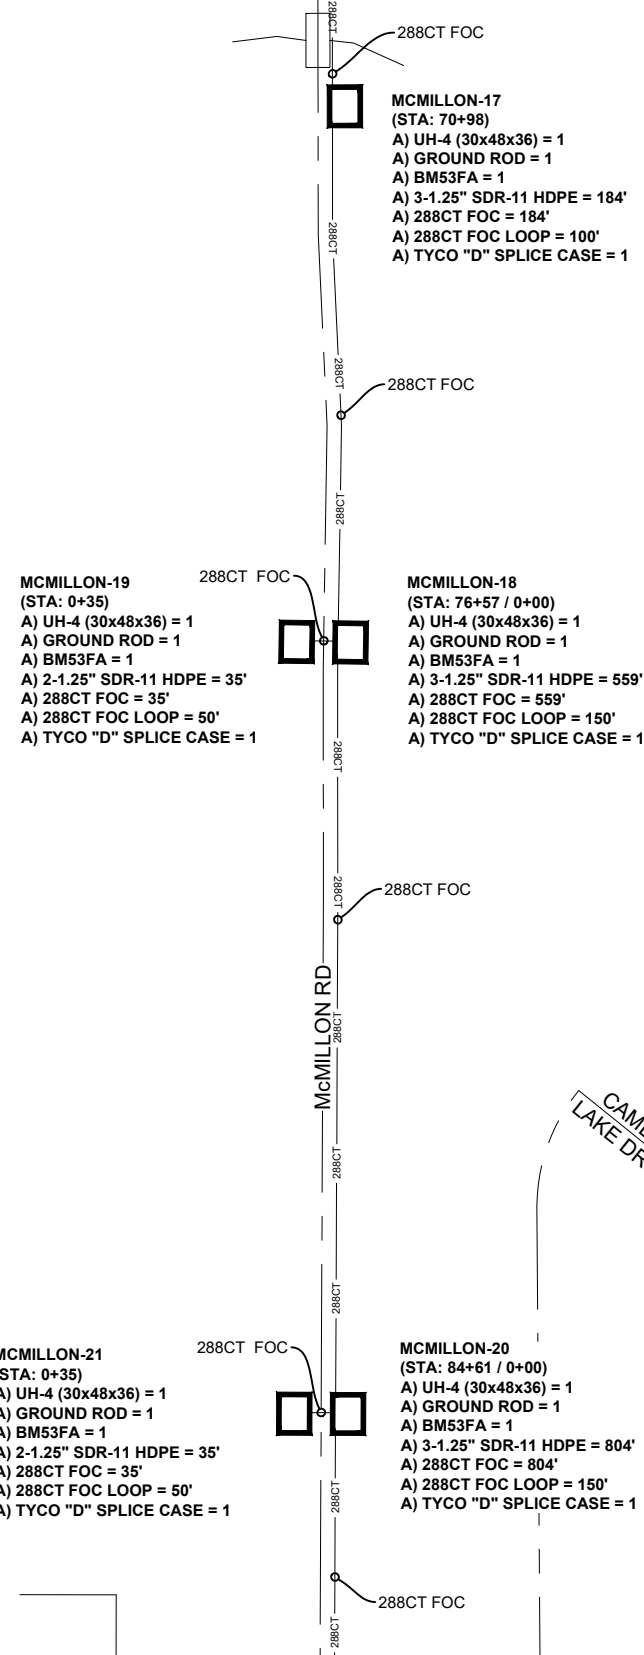 288CT
288CT FOC
MCMILLON-17
(STA: 70+98)
A) UH-4 (30x48x36) = 1
A) GROUND ROD = 1
A) BM53FA = 1
A) 3-1.25" SDR-11 HDPE = 184'
A) 288CT FOC = 184'
A) 288CT FOC LOOP = 100'
A) TYCO "D" SPLICE CASE = 1
288CT
288CT
288CT FOC
288CT
MCMILLON-19
(STA: 0+35)
A) UH-4 (30x48x36) = 1
A) GROUND ROD = 1
A) BM53FA = 1
A) 2-1.25" SDR-11 HDPE = 35'
A) 288CT FOC = 35'
A) 288CT FOC LOOP = 50'
A) TYCO "D" SPLICE CASE = 1
288CT FOC
MCMILLON-18
(STA: 76+57 / 0+00)
A) UH-4 (30x48x36) = 1
A) GROUND ROD = 1
A) BM53FA = 1
A) 3-1.25" SDR-11 HDPE = 559'
A) 288CT FOC = 559'
A) 288CT FOC LOOP = 150'
A) TYCO "D" SPLICE CASE = 1
288CT
288CT
288CT FOC
McMILLON RD
288CT
288CT
LAKE DR
288CT
MCMILLON-21
(STA: 0+35)
A) UH-4 (30x48x36) = 1
A) GROUND ROD = 1
A) BM53FA = 1
A) 2-1.25" SDR-11 HDPE = 35'
A) 288CT FOC = 35'
A) 288CT FOC LOOP = 50'
A) TYCO "D" SPLICE CASE = 1
288CT FOC
MCMILLON-20
(STA: 84+61 / 0+00)
A) UH-4 (30x48x36) = 1
A) GROUND ROD = 1
A) BM53FA = 1
A) 3-1.25" SDR-11 HDPE = 804'
A) 288CT FOC = 804'
A) 288CT FOC LOOP = 150'
A) TYCO "D" SPLICE CASE = 1
288CT
288CT FOC
288CT